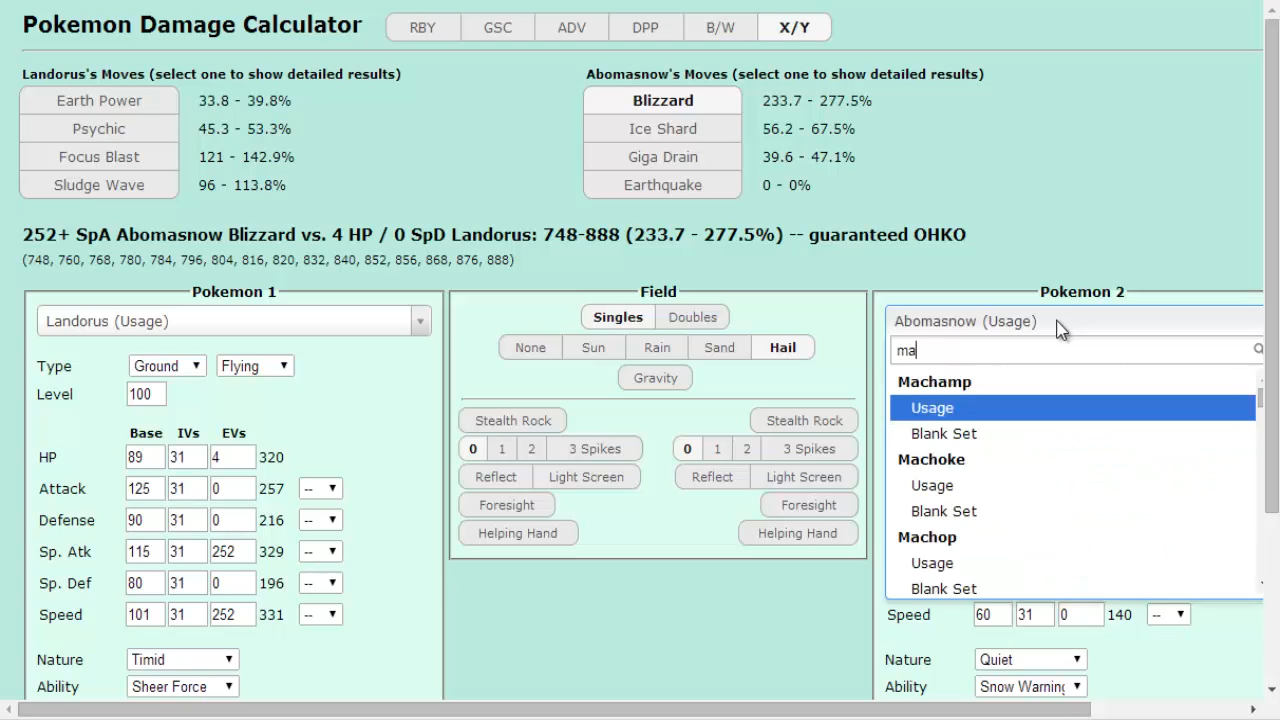 Pokemon Damage Calculator RBY GSC ADV DPP B/W X/Y
Landorus's Moves (select one to show detailed results)
Earth Power 33.8 - 39.8%
Psychic 45.3 - 53.3%
Focus Blast 121 - 142.9%
Sludge Wave 96 - 113.8%
Abomasnow's Moves (select one to show detailed results)
Blizzard 233.7 - 277.5%
Ice Shard 56.2 - 67.5%
Giga Drain 39.6 - 47.1%
Earthquake 0 - 0%
252+ SpA Abomasnow Blizzard vs. 4 HP / 0 SpD Landorus: 748-888 (233.7 - 277.5%) -- guaranteed OHKO
(748, 760, 768, 780, 784, 796, 804, 816, 820, 832, 840, 852, 856, 868, 876, 888)
Pokemon 1
Landorus (Usage)
Type Ground Flying
Level 100
Base IVs EVs
HP 89 31 4 320
Attack 125 31 0 257 --
Defense 90 31 0 216 --
Sp. Atk 115 31 252 329 --
Sp. Def 80 31 0 196 --
Speed 101 31 252 331 --
Nature Timid
Ability Sheer Force
Field
Singles Doubles
None Sun Rain Sand Hail
Gravity
Stealth Rock Stealth Rock
0 1 2 3 Spikes 0 1 2 3 Spikes
Reflect Light Screen Reflect Light Screen
Foresight Foresight
Helping Hand Helping Hand
Pokemon 2
Abomasnow (Usage)
ma
Machamp
Usage
Blank Set
Machoke
Usage
Blank Set
Machop
Usage
Blank Set
Speed 60 31 0 140 --
Nature Quiet
Ability Snow Warning